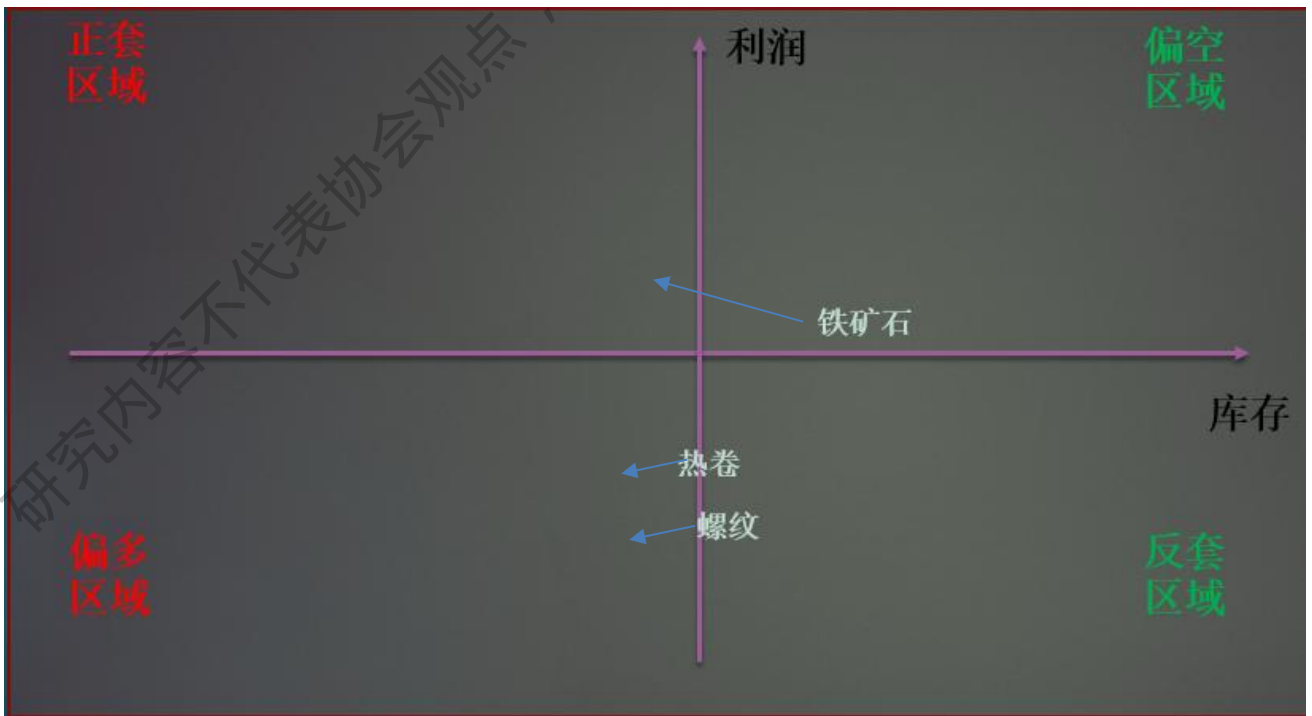 正套
区域
利润
偏空
区域
铁矿石
库存
热卷
螺纹
偏多
区域
反套
区域
研究内容不代表协会观点